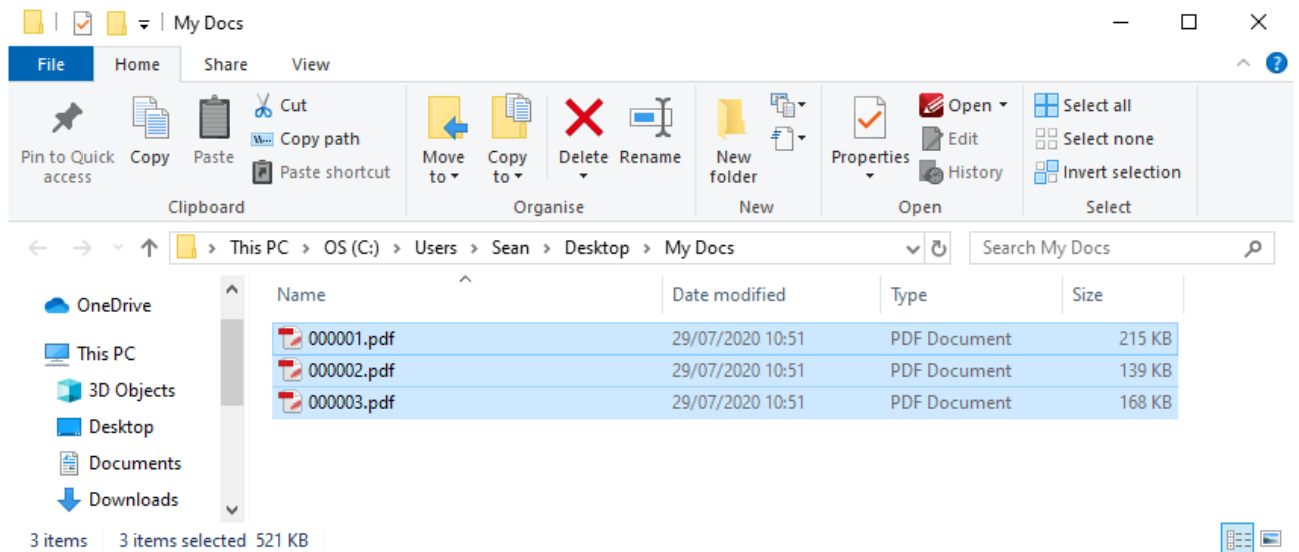 My Docs
File Home Share View
Pin to Quick access
Copy
Paste
Cut
Copy path
Paste shortcut
Move to
Copy to
Delete
Rename
New folder
Properties
Open
Edit
History
Select all
Select none
Invert selection
Clipboard Organise New Open Select
This PC > OS (C:) > Users > Sean > Desktop > My Docs
Search My Docs
Name Date modified Type Size
000001.pdf 29/07/2020 10:51 PDF Document 215 KB
000002.pdf 29/07/2020 10:51 PDF Document 139 KB
000003.pdf 29/07/2020 10:51 PDF Document 168 KB
OneDrive
This PC
3D Objects
Desktop
Documents
Downloads
3 items 3 items selected 521 KB